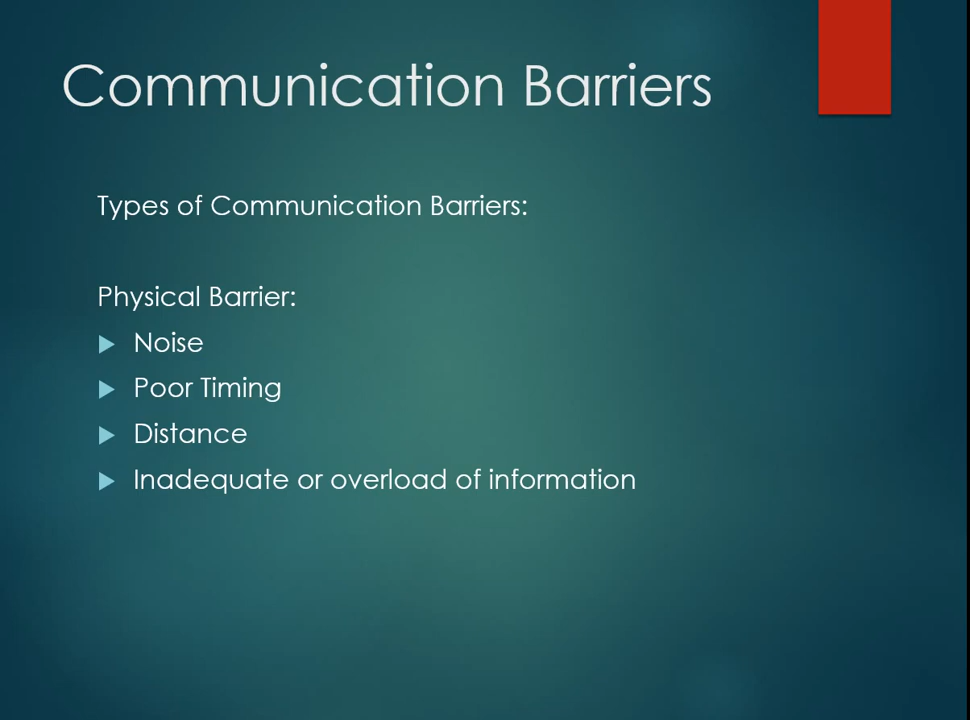 Communication Barriers
Types of Communication Barriers:
Physical Barrier:
Noise
Poor Timing
Distance
Inadequate or overload of information